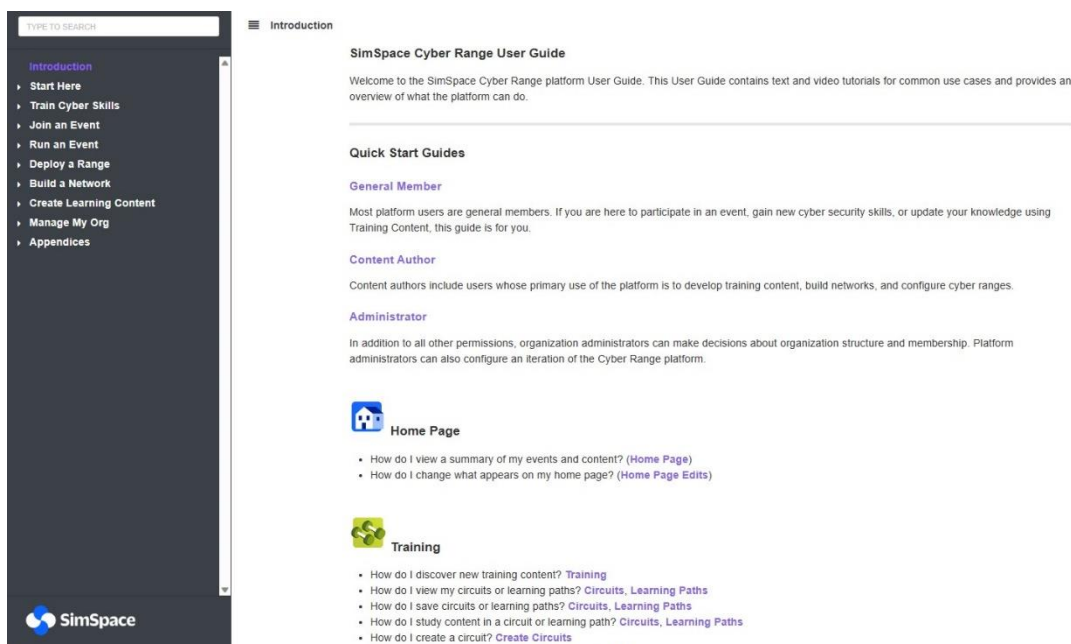 TYPE TO SEARCH
Introduction
Start Here
Train Cyber Skills
Join an Event
Run an Event
Deploy a Range
Build a Network
Create Learning Content
Manage My Org
Appendices
SimSpace
Introduction
SimSpace Cyber Range User Guide
Welcome to the SimSpace Cyber Range platform User Guide. This User Guide contains text and video tutorials for common use cases and provides an
overview of what the platform can do.
Quick Start Guides
General Member
Most platform users are general members. If you are here to participate in an event, gain new cyber security skills, or update your knowledge using
Training Content, this guide is for you.
Content Author
Content authors include users whose primary use of the platform is to develop training content, build networks, and configure cyber ranges.
Administrator
In addition to all other permissions, organization administrators can make decisions about organization structure and membership. Platform
administrators can also configure an iteration of the Cyber Range platform.
Home Page
• How do I view a summary of my events and content? (Home Page)
• How do I change what appears on my home page? (Home Page Edits)
Training
• How do I discover new training content? Training
• How do I view my circuits or learning paths? Circuits, Learning Paths
• How do I save circuits or learning paths? Circuits, Learning Paths
• How do I study content in a circuit or learning path? Circuits, Learning Paths
• How do I create a circuit? Create Circuits